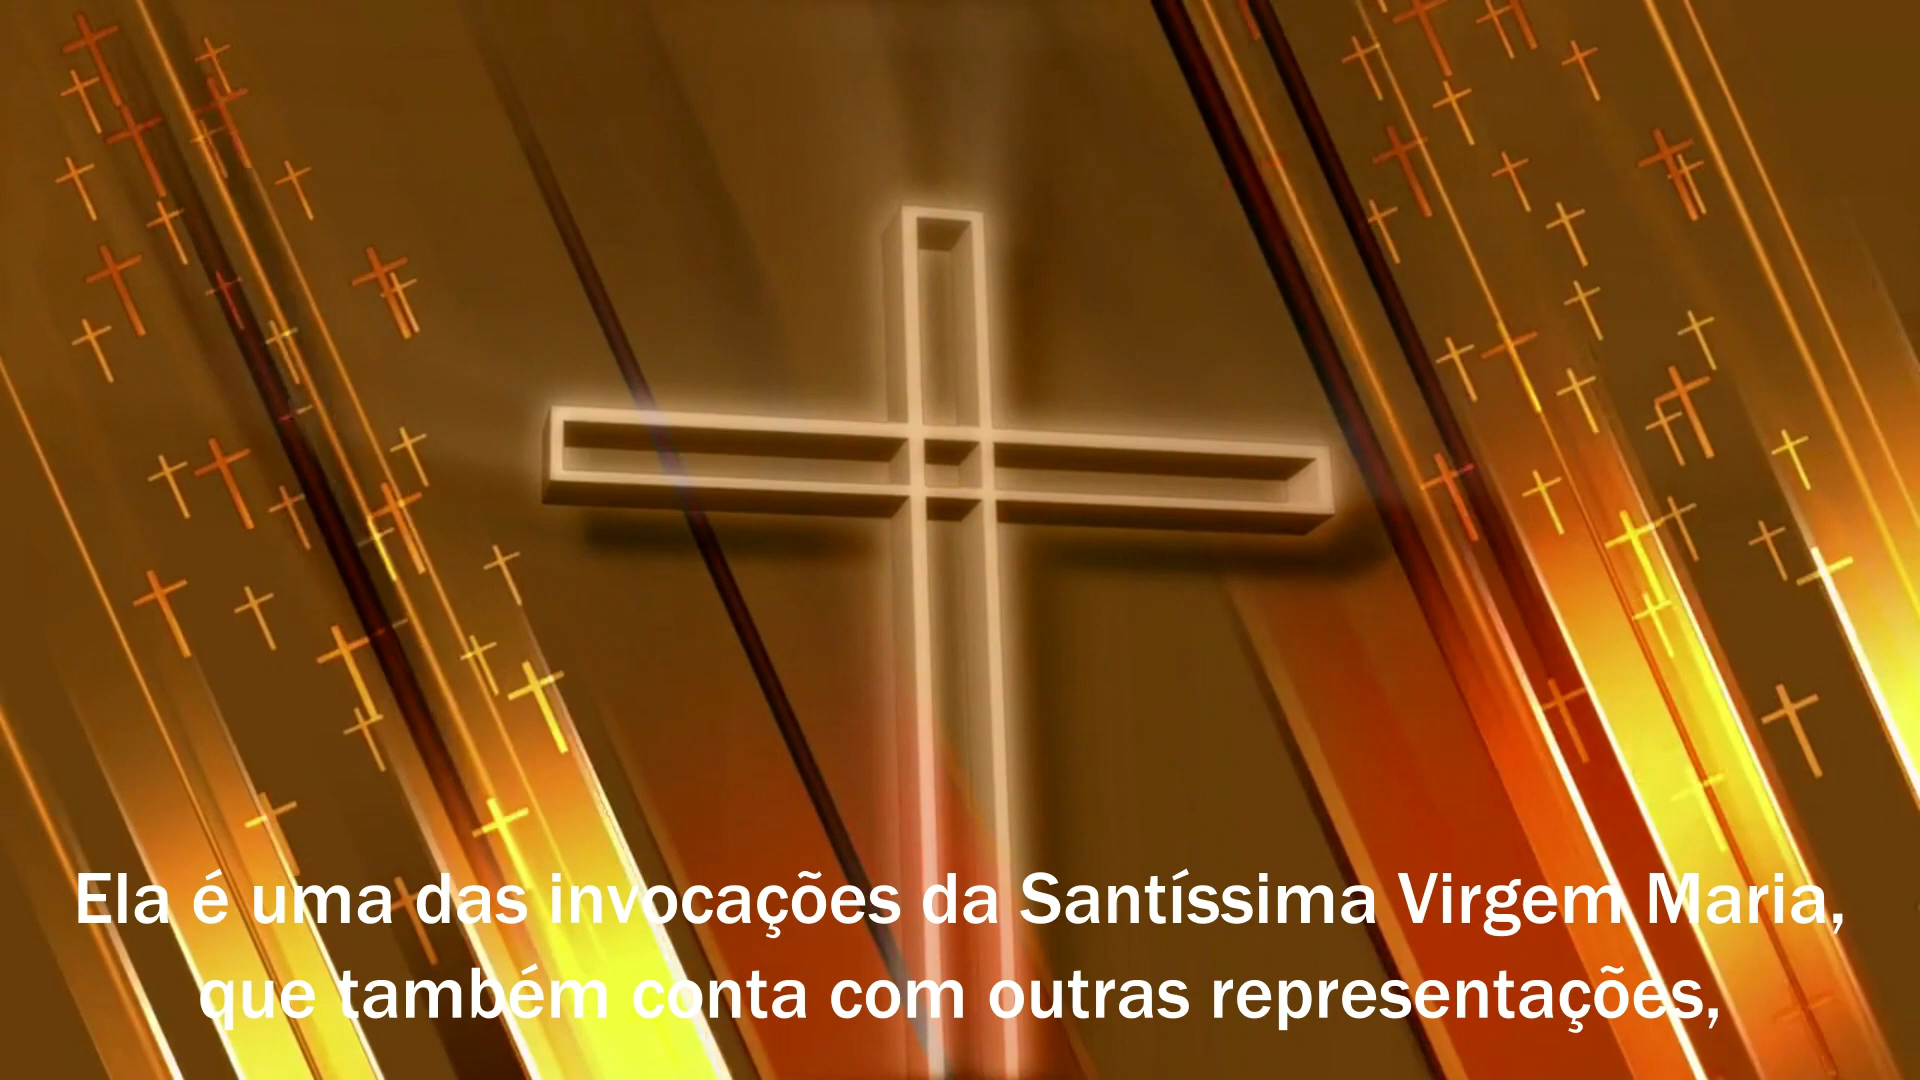 Ela é uma das invocações da Santíssima Virgem Maria,
que também conta com outras representações,